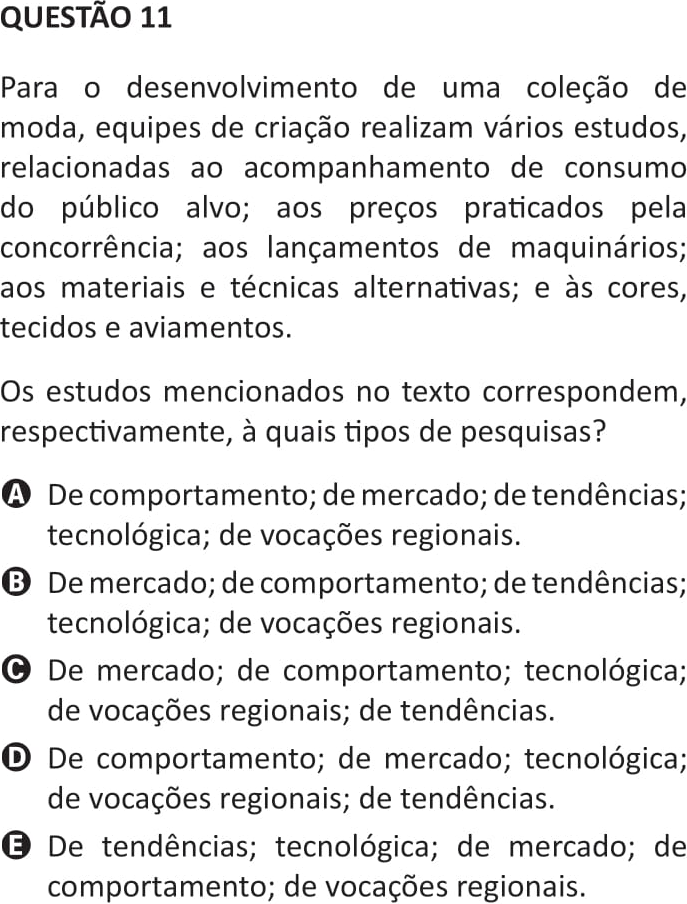 QUESTÃO 11
Para o desenvolvimento de uma coleção de
moda, equipes de criação realizam vários estudos,
relacionadas ao acompanhamento de consumo
do público alvo; aos preços praticados pela
concorrência; aos lançamentos de maquinários;
aos materiais e técnicas alternativas; e às cores,
tecidos e aviamentos.
Os estudos mencionados no texto correspondem,
respectivamente, à quais tipos de pesquisas?
A De comportamento; de mercado; de tendências;
tecnológica; de vocações regionais.
B De mercado; de comportamento; de tendências;
tecnológica; de vocações regionais.
C De mercado; de comportamento; tecnológica;
de vocações regionais; de tendências.
D De comportamento; de mercado; tecnológica;
de vocações regionais; de tendências.
E De tendências; tecnológica; de mercado; de
comportamento; de vocações regionais.